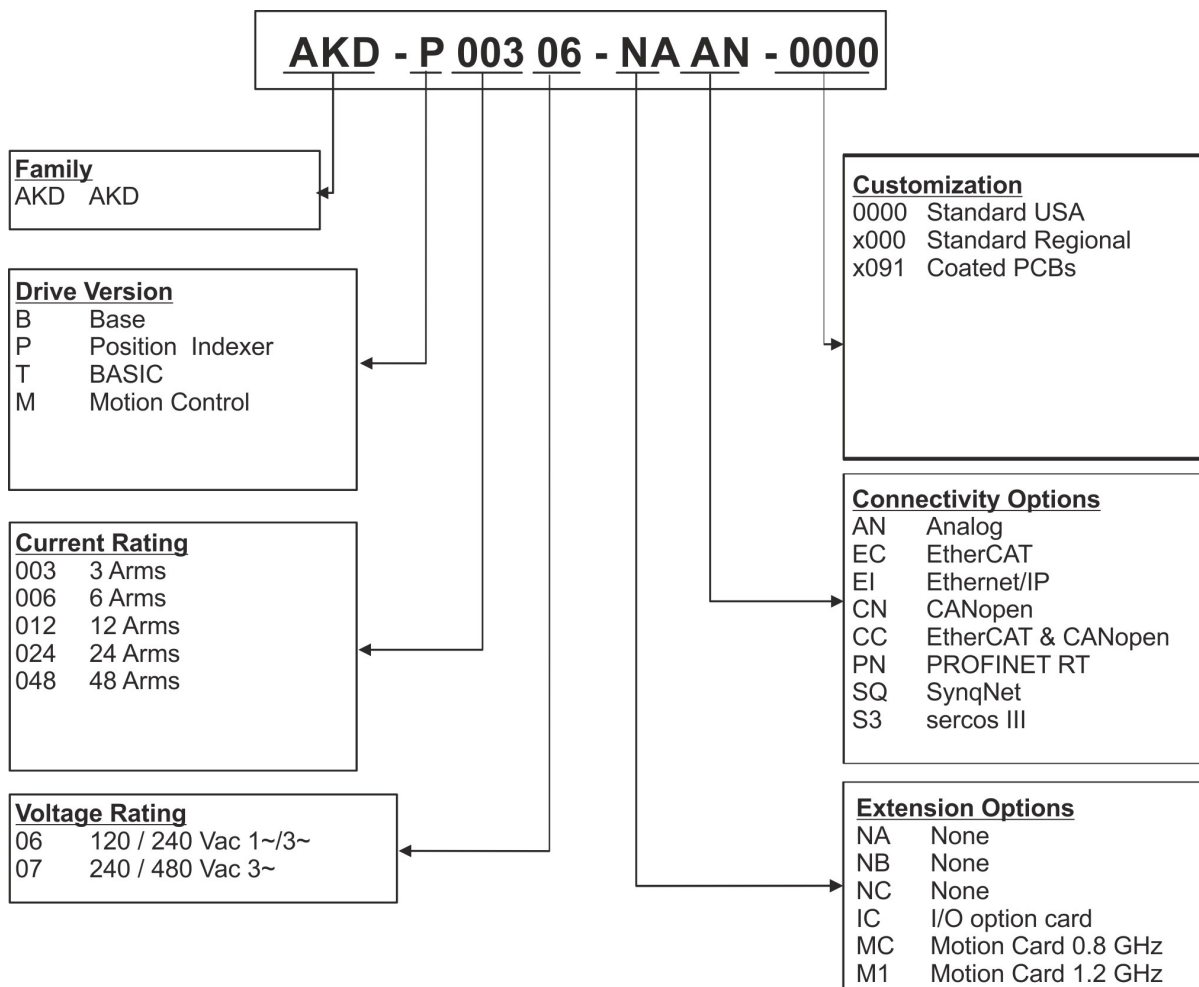 AKD - P 003 06 - NA AN - 0000
Family
AKD AKD
Drive Version
B Base
P Position Indexer
T BASIC
M Motion Control
Current Rating
003 3 Arms
006 6 Arms
012 12 Arms
024 24 Arms
048 48 Arms
Voltage Rating
06 120 / 240 Vac 1~/3~
07 240 / 480 Vac 3~
Customization
0000 Standard USA
x000 Standard Regional
x091 Coated PCBs
Connectivity Options
AN Analog
EC EtherCAT
EI Ethernet/IP
CN CANopen
CC EtherCAT & CANopen
PN PROFINET RT
SQ SynqNet
S3 sercos III
Extension Options
NA None
NB None
NC None
IC I/O option card
MC Motion Card 0.8 GHz
M1 Motion Card 1.2 GHz